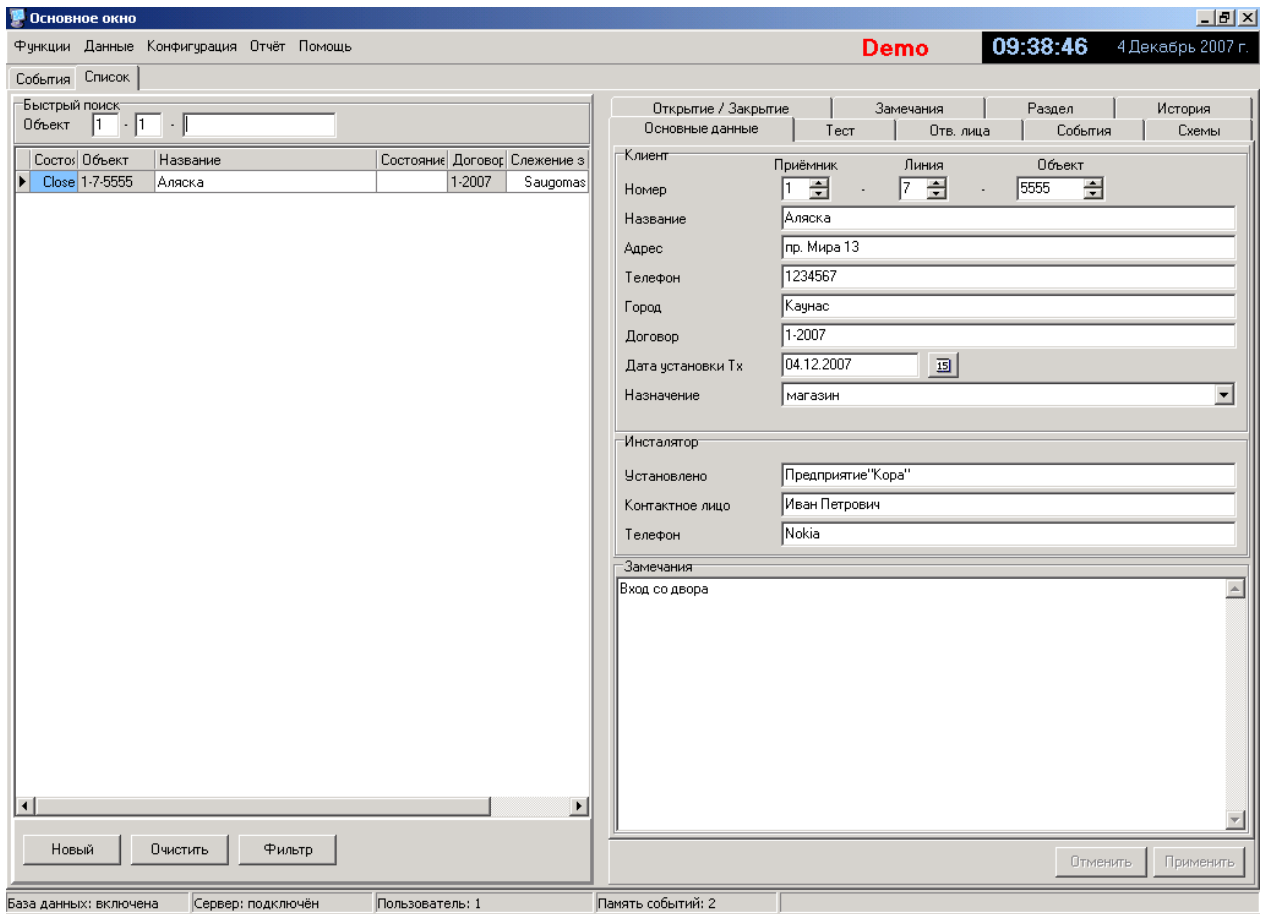 Основное окно
Функции Данные Конфигурация Отчёт Помощь
Demo
09:38:46 4 Декабрь 2007 г.
События Список
Быстрый поиск
Объект 1 - 1 -
Состоя Объект Название Состояние Договор Слежение з
Close 1-7-5555 Аляска 1-2007 Saugomas
Новый Очистить Фильтр
Открытие / Закрытие Замечания Раздел История
Основные данные Тест Отв. лица События Схемы
Клиент
Приёмник Линия Объект
Номер 1 - 7 - 5555
Название Аляска
Адрес пр. Мира 13
Телефон 1234567
Город Каунас
Договор 1-2007
Дата установки Тх 04.12.2007 15
Назначение магазин
Инсталятор
Установлено Предприятие"Кора"
Контактное лицо Иван Петрович
Телефон Nokia
Замечания
Вход со двора
Отменить Применить
База данных: включена Сервер: подключён Пользователь: 1 Память событий: 2